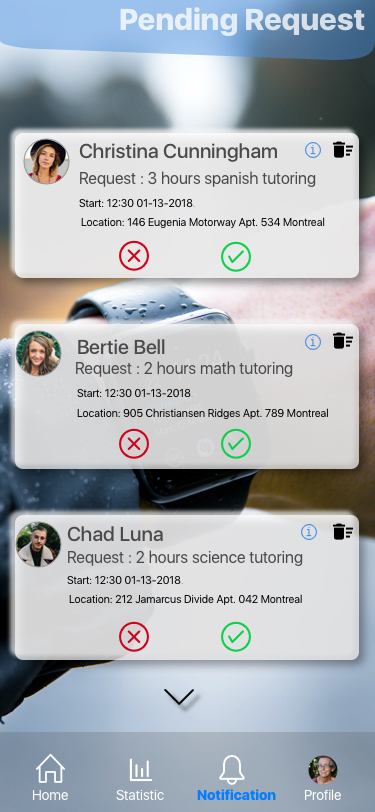 Pending Request
Christina Cunningham
Request : 3 hours spanish tutoring
Start: 12:30 01-13-2018
Location: 146 Eugenia Motorway Apt. 534 Montreal
Bertie Bell
Request : 2 hours math tutoring
Start: 12:30 01-13-2018
Location: 905 Christiansen Ridges Apt. 789 Montreal
Chad Luna
Request : 2 hours science tutoring
Start: 12:30 01-13-2018
Location: 212 Jamarcus Divide Apt. 042 Montreal
Home Statistic Notification Profile